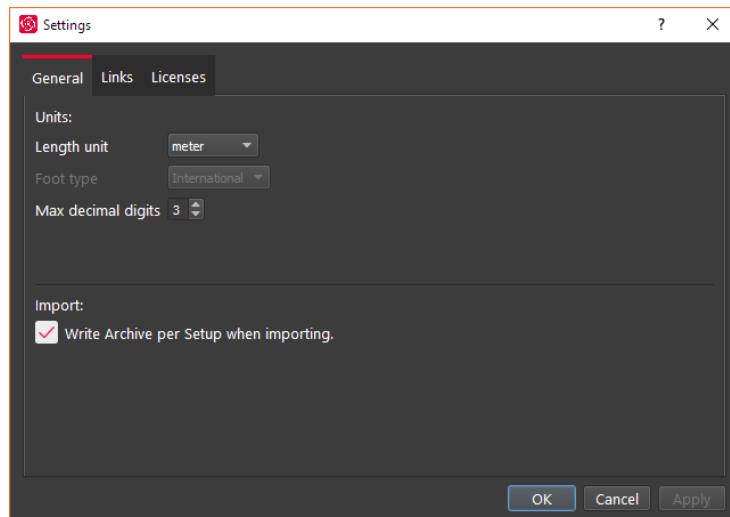 Settings
General Links Licenses
Units:
Length unit meter
Foot type International
Max decimal digits 3
Import:
Write Archive per Setup when importing.
OK Cancel Apply